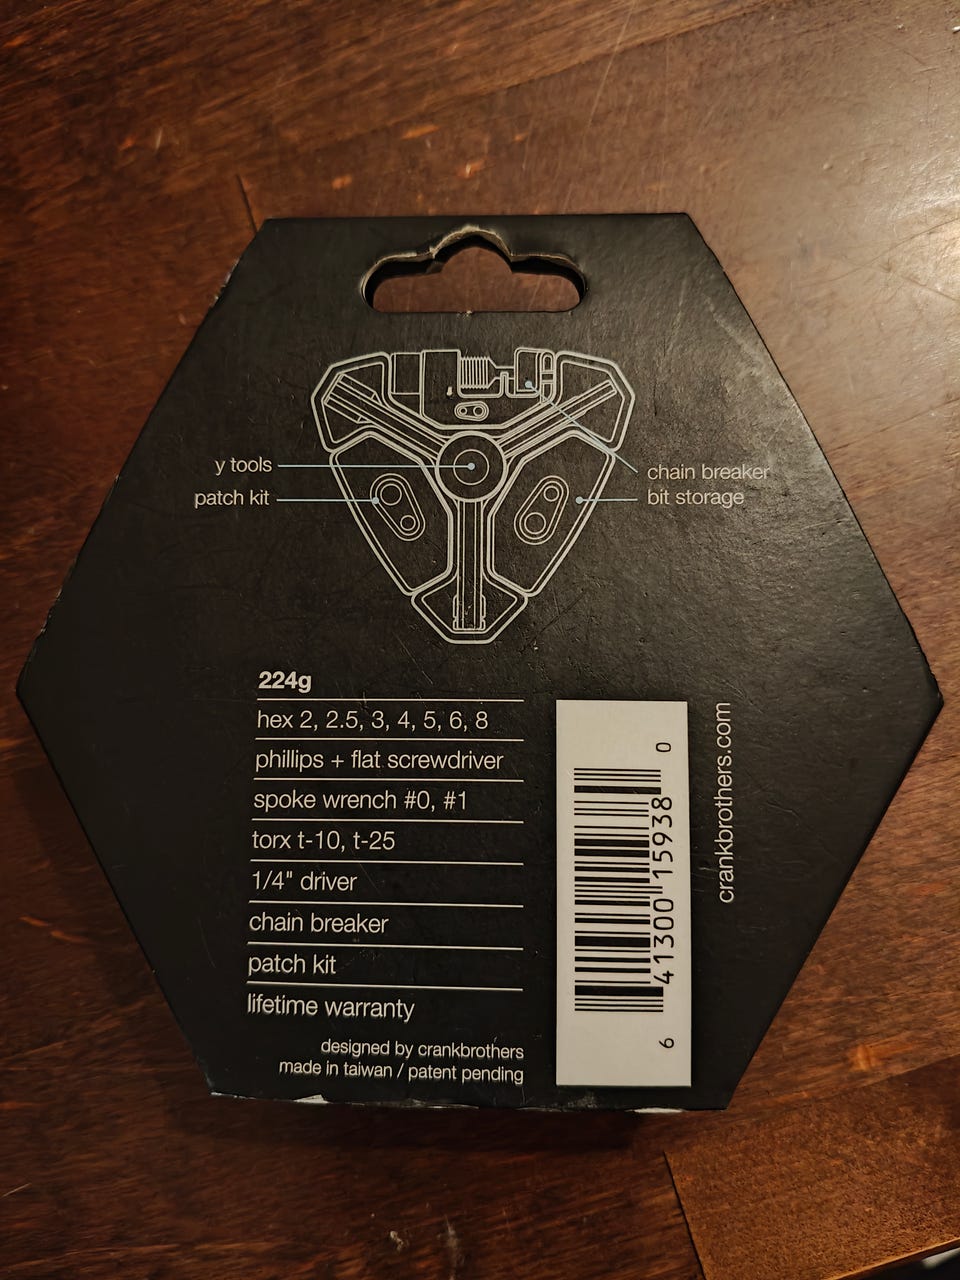 y tools
patch kit
chain breaker
bit storage
224g
hex 2, 2.5, 3, 4, 5, 6, 8
phillips + flat screwdriver
spoke wrench #0, #1
torx t-10, t-25
1/4" driver
chain breaker
patch kit
lifetime warranty
designed by crankbrothers
made in taiwan / patent pending
6 41300 15938 0
crankbrothers.com